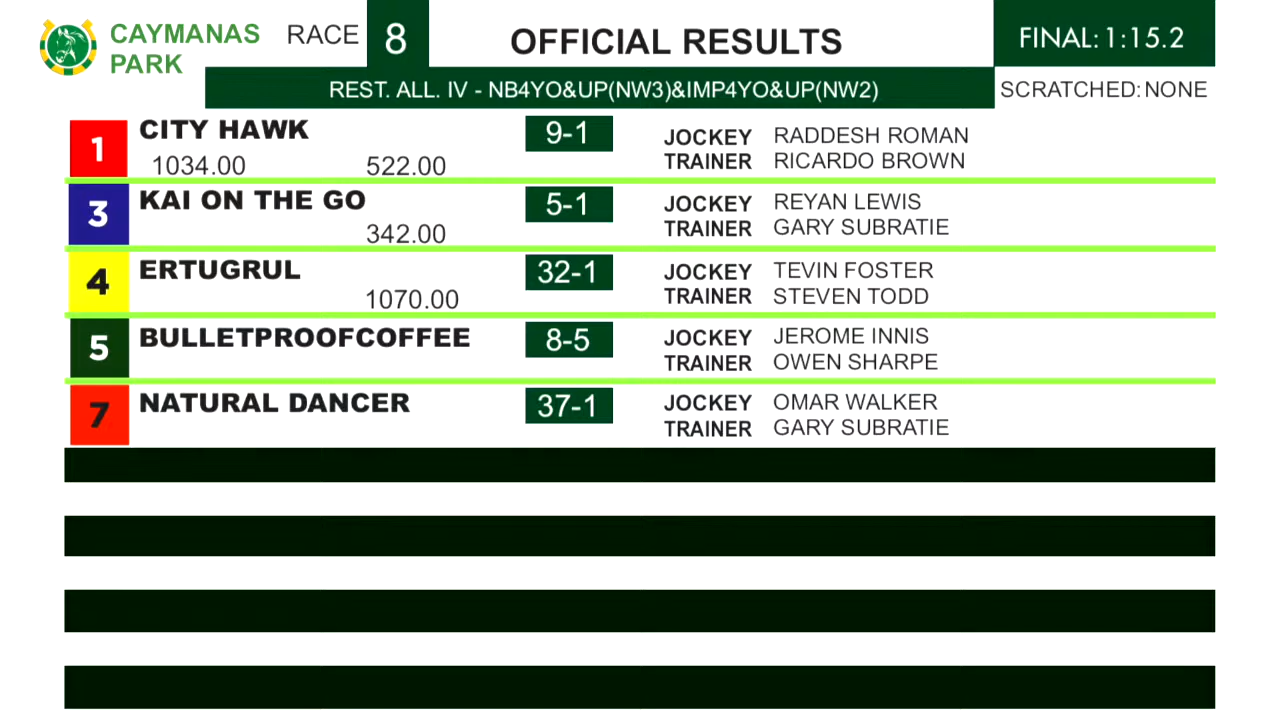 CAYMANAS PARK
RACE 8
OFFICIAL RESULTS
FINAL: 1:15.2
REST. ALL. IV - NB4YO&UP(NW3)&IMP4YO&UP(NW2)
SCRATCHED: NONE
1 CITY HAWK 9-1 JOCKEY RADDESH ROMAN
1034.00 522.00 TRAINER RICARDO BROWN
3 KAI ON THE GO 5-1 JOCKEY REYAN LEWIS
342.00 TRAINER GARY SUBRATIE
4 ERTUGRUL 32-1 JOCKEY TEVIN FOSTER
1070.00 TRAINER STEVEN TODD
5 BULLETPROOFCOFFEE 8-5 JOCKEY JEROME INNIS
TRAINER OWEN SHARPE
7 NATURAL DANCER 37-1 JOCKEY OMAR WALKER
TRAINER GARY SUBRATIE